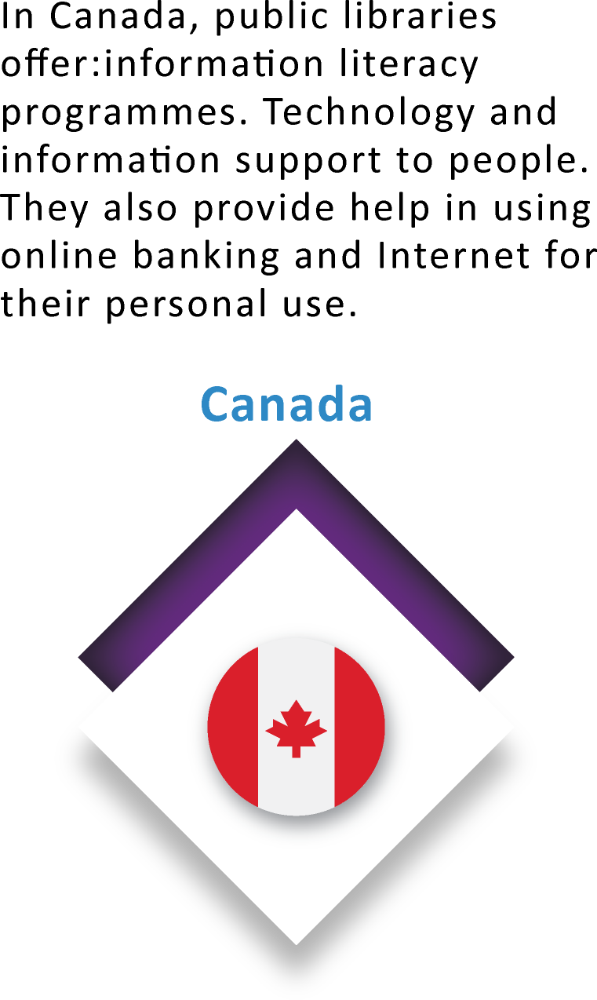 In Canada, public libraries
offer:information literacy
programmes. Technology and
information support to people.
They also provide help in using
online banking and Internet for
their personal use.
Canada